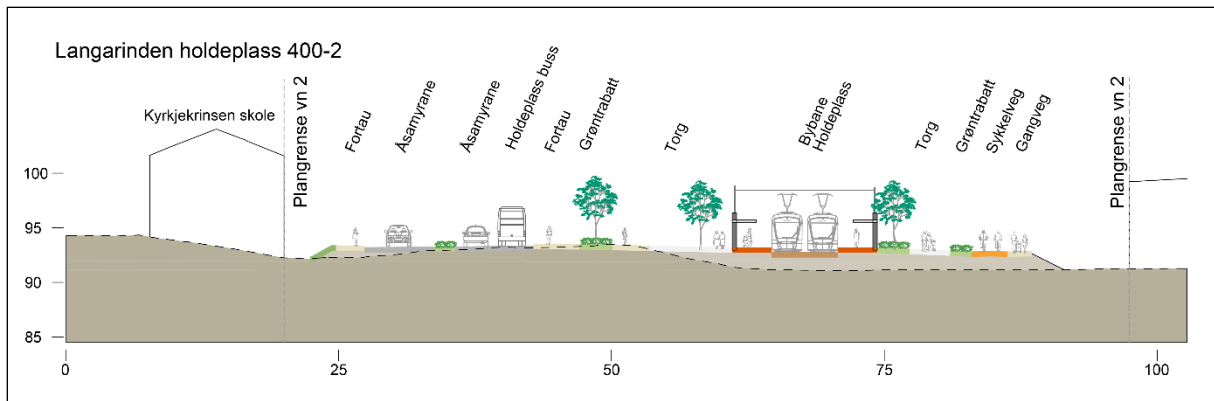 Langarinden holdeplass 400-2
Kyrkjekrinsen skole
Plangrense vn 2
Fortau
Åsamyrane
Åsamyrane
Holdeplass buss
Fortau
Grøntrabatt
Torg
Bybane
Holdeplass
Torg
Grøntrabatt
Sykkelveg
Gangveg
Plangrense vn 2
100
95
90
85
0
25
50
75
100